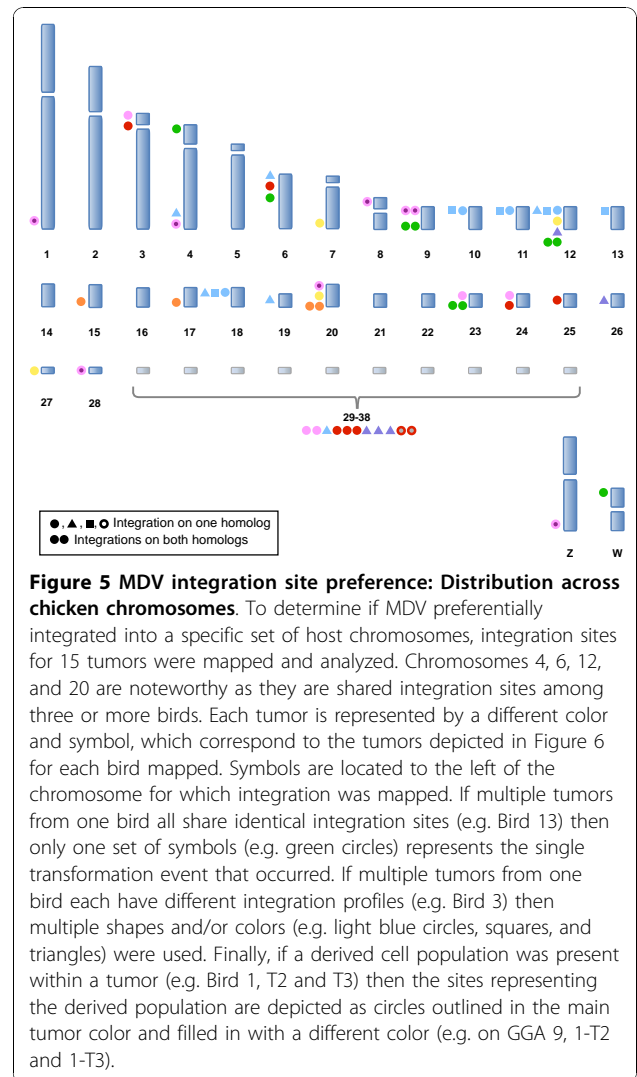 1 2 3 4 5 6 7 8 9 10 11 12 13
14 15 16 17 18 19 20 21 22 23 24 25 26
27 28
29-38
●,▲,■,○ Integration on one homolog
●● Integrations on both homologs
Z W
Figure 5 MDV integration site preference: Distribution across
chicken chromosomes. To determine if MDV preferentially
integrated into a specific set of host chromosomes, integration sites
for 15 tumors were mapped and analyzed. Chromosomes 4, 6, 12,
and 20 are noteworthy as they are shared integration sites among
three or more birds. Each tumor is represented by a different color
and symbol, which correspond to the tumors depicted in Figure 6
for each bird mapped. Symbols are located to the left of the
chromosome for which integration was mapped. If multiple tumors
from one bird all share identical integration sites (e.g. Bird 13) then
only one set of symbols (e.g. green circles) represents the single
transformation event that occurred. If multiple tumors from one
bird each have different integration profiles (e.g. Bird 3) then
multiple shapes and/or colors (e.g. light blue circles, squares, and
triangles) were used. Finally, if a derived cell population was present
within a tumor (e.g. Bird 1, T2 and T3) then the sites representing
the derived population are depicted as circles outlined in the main
tumor color and filled in with a different color (e.g. on GGA 9, 1-T2
and 1-T3).